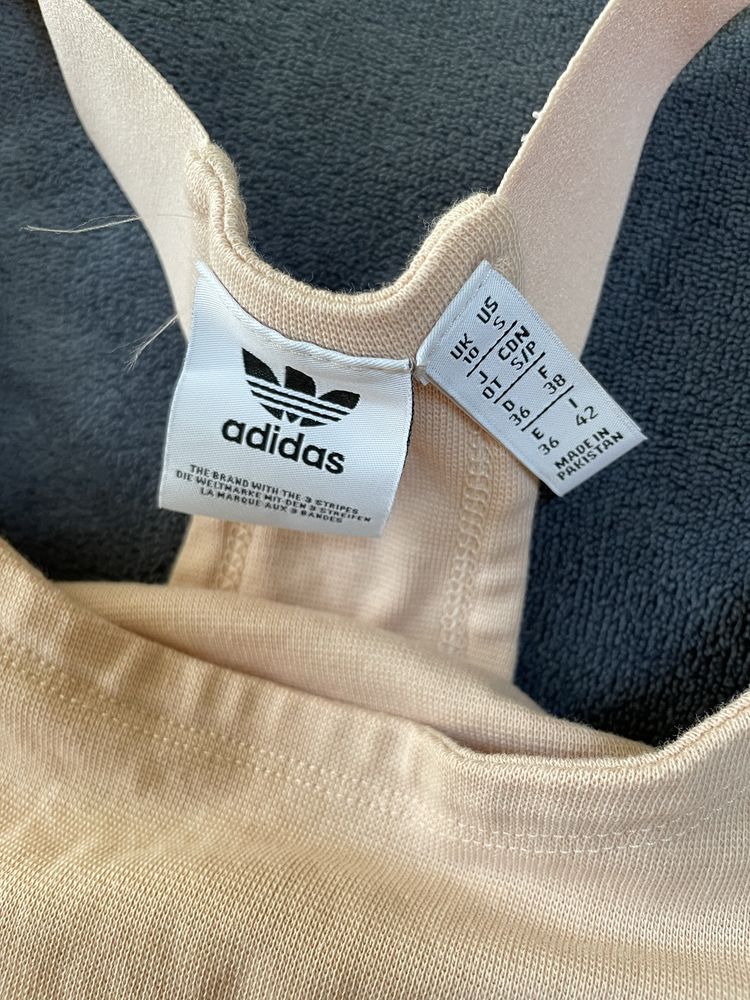 adidas
THE BRAND WITH THE 3 STRIPES
DIE WELTMARKE MIT DEN 3 STREIFEN
LA MARQUE AUX 3 BANDES
US S
UK 10
CDN S/P
J OT
F 38
D 36
I 42
E 36
MADE IN
PAKISTAN